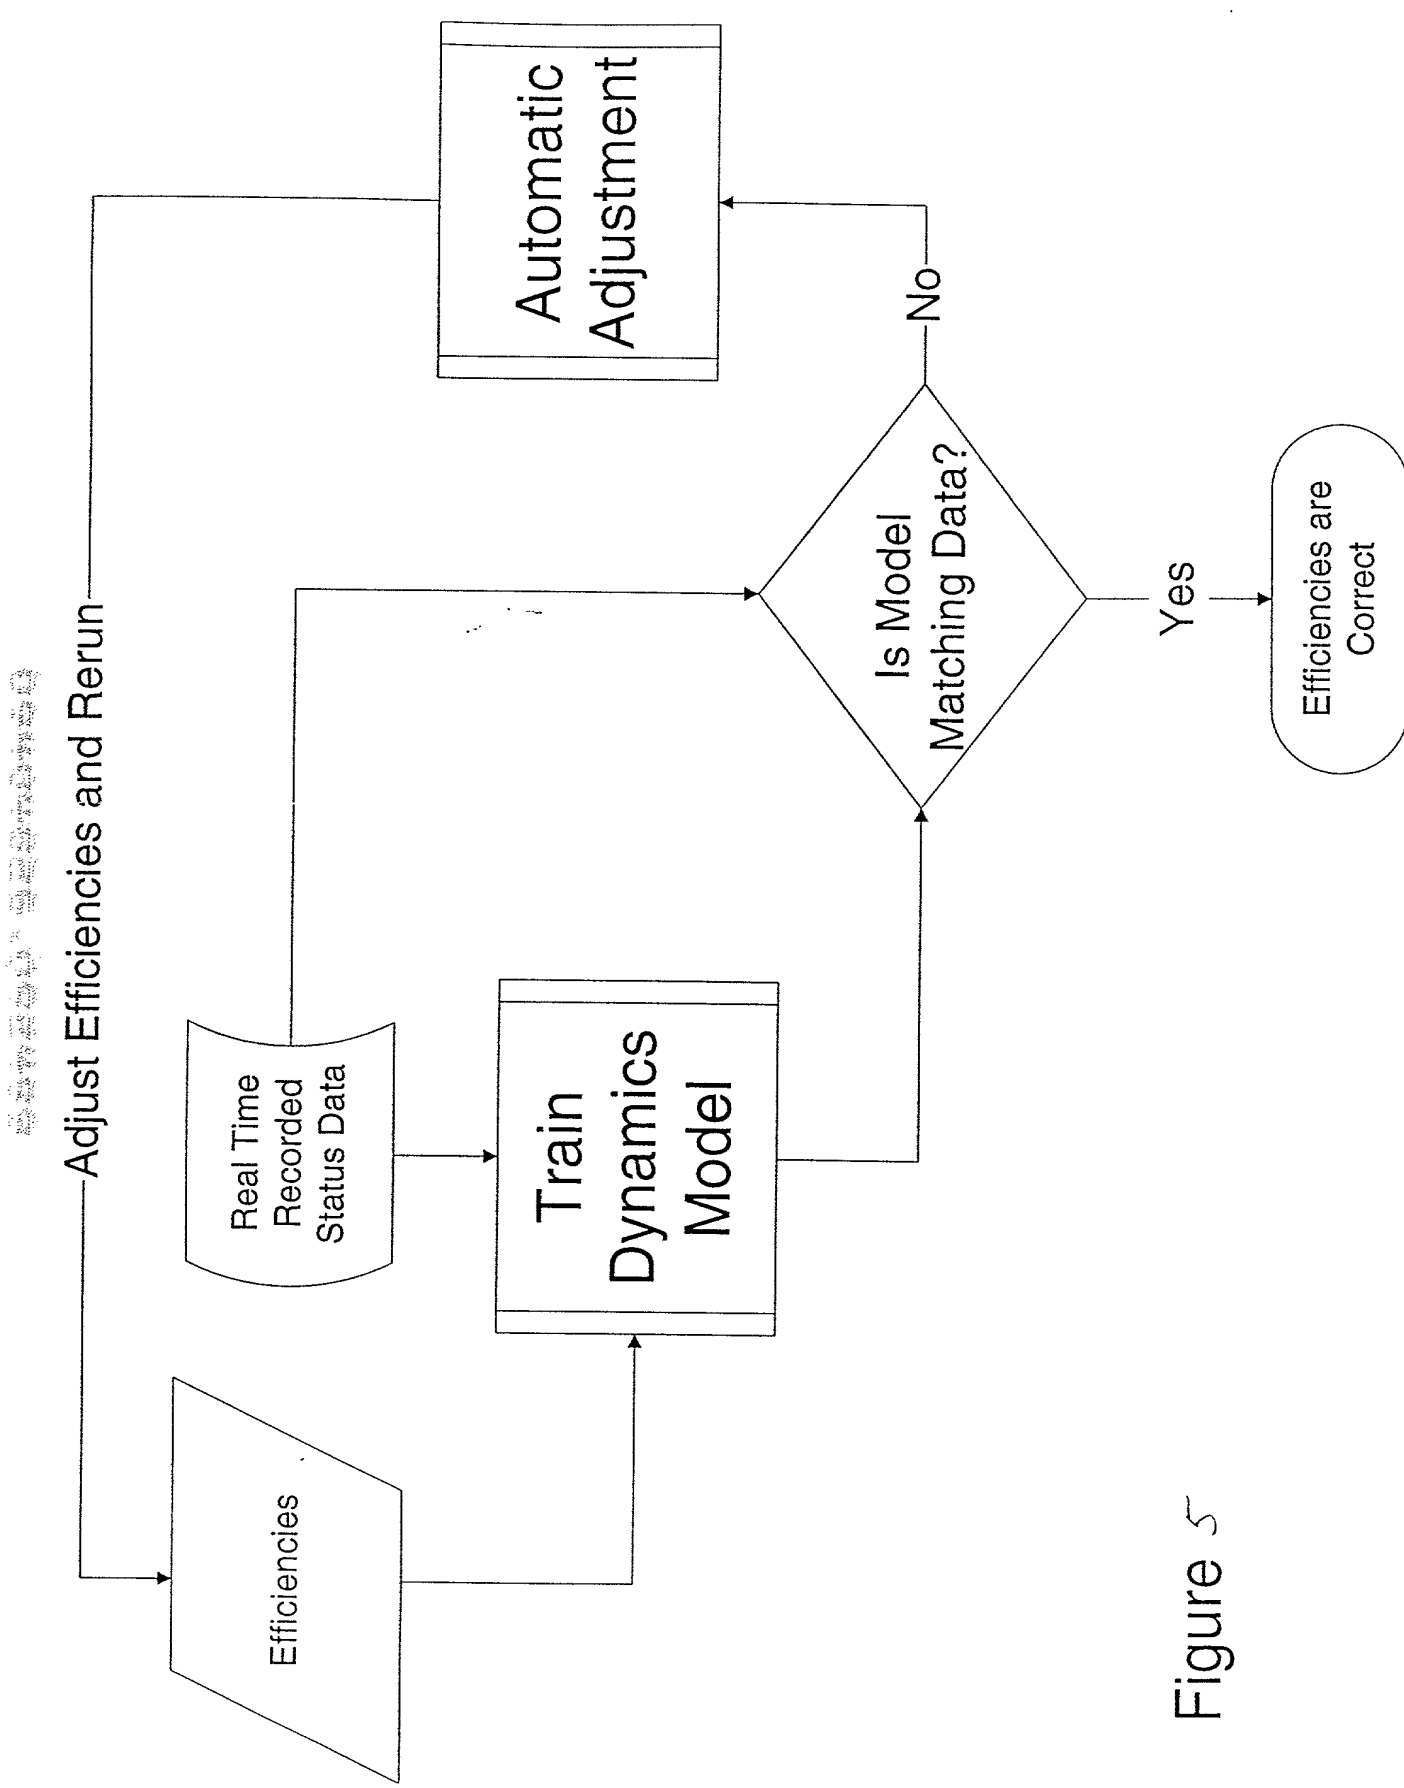 Adjust Efficiencies and Rerun
Efficiencies
Real Time
Recorded
Status Data
Train
Dynamics
Model
Automatic
Adjustment
Is Model
Matching Data?
No
Yes
Efficiencies are
Correct
Figure 5